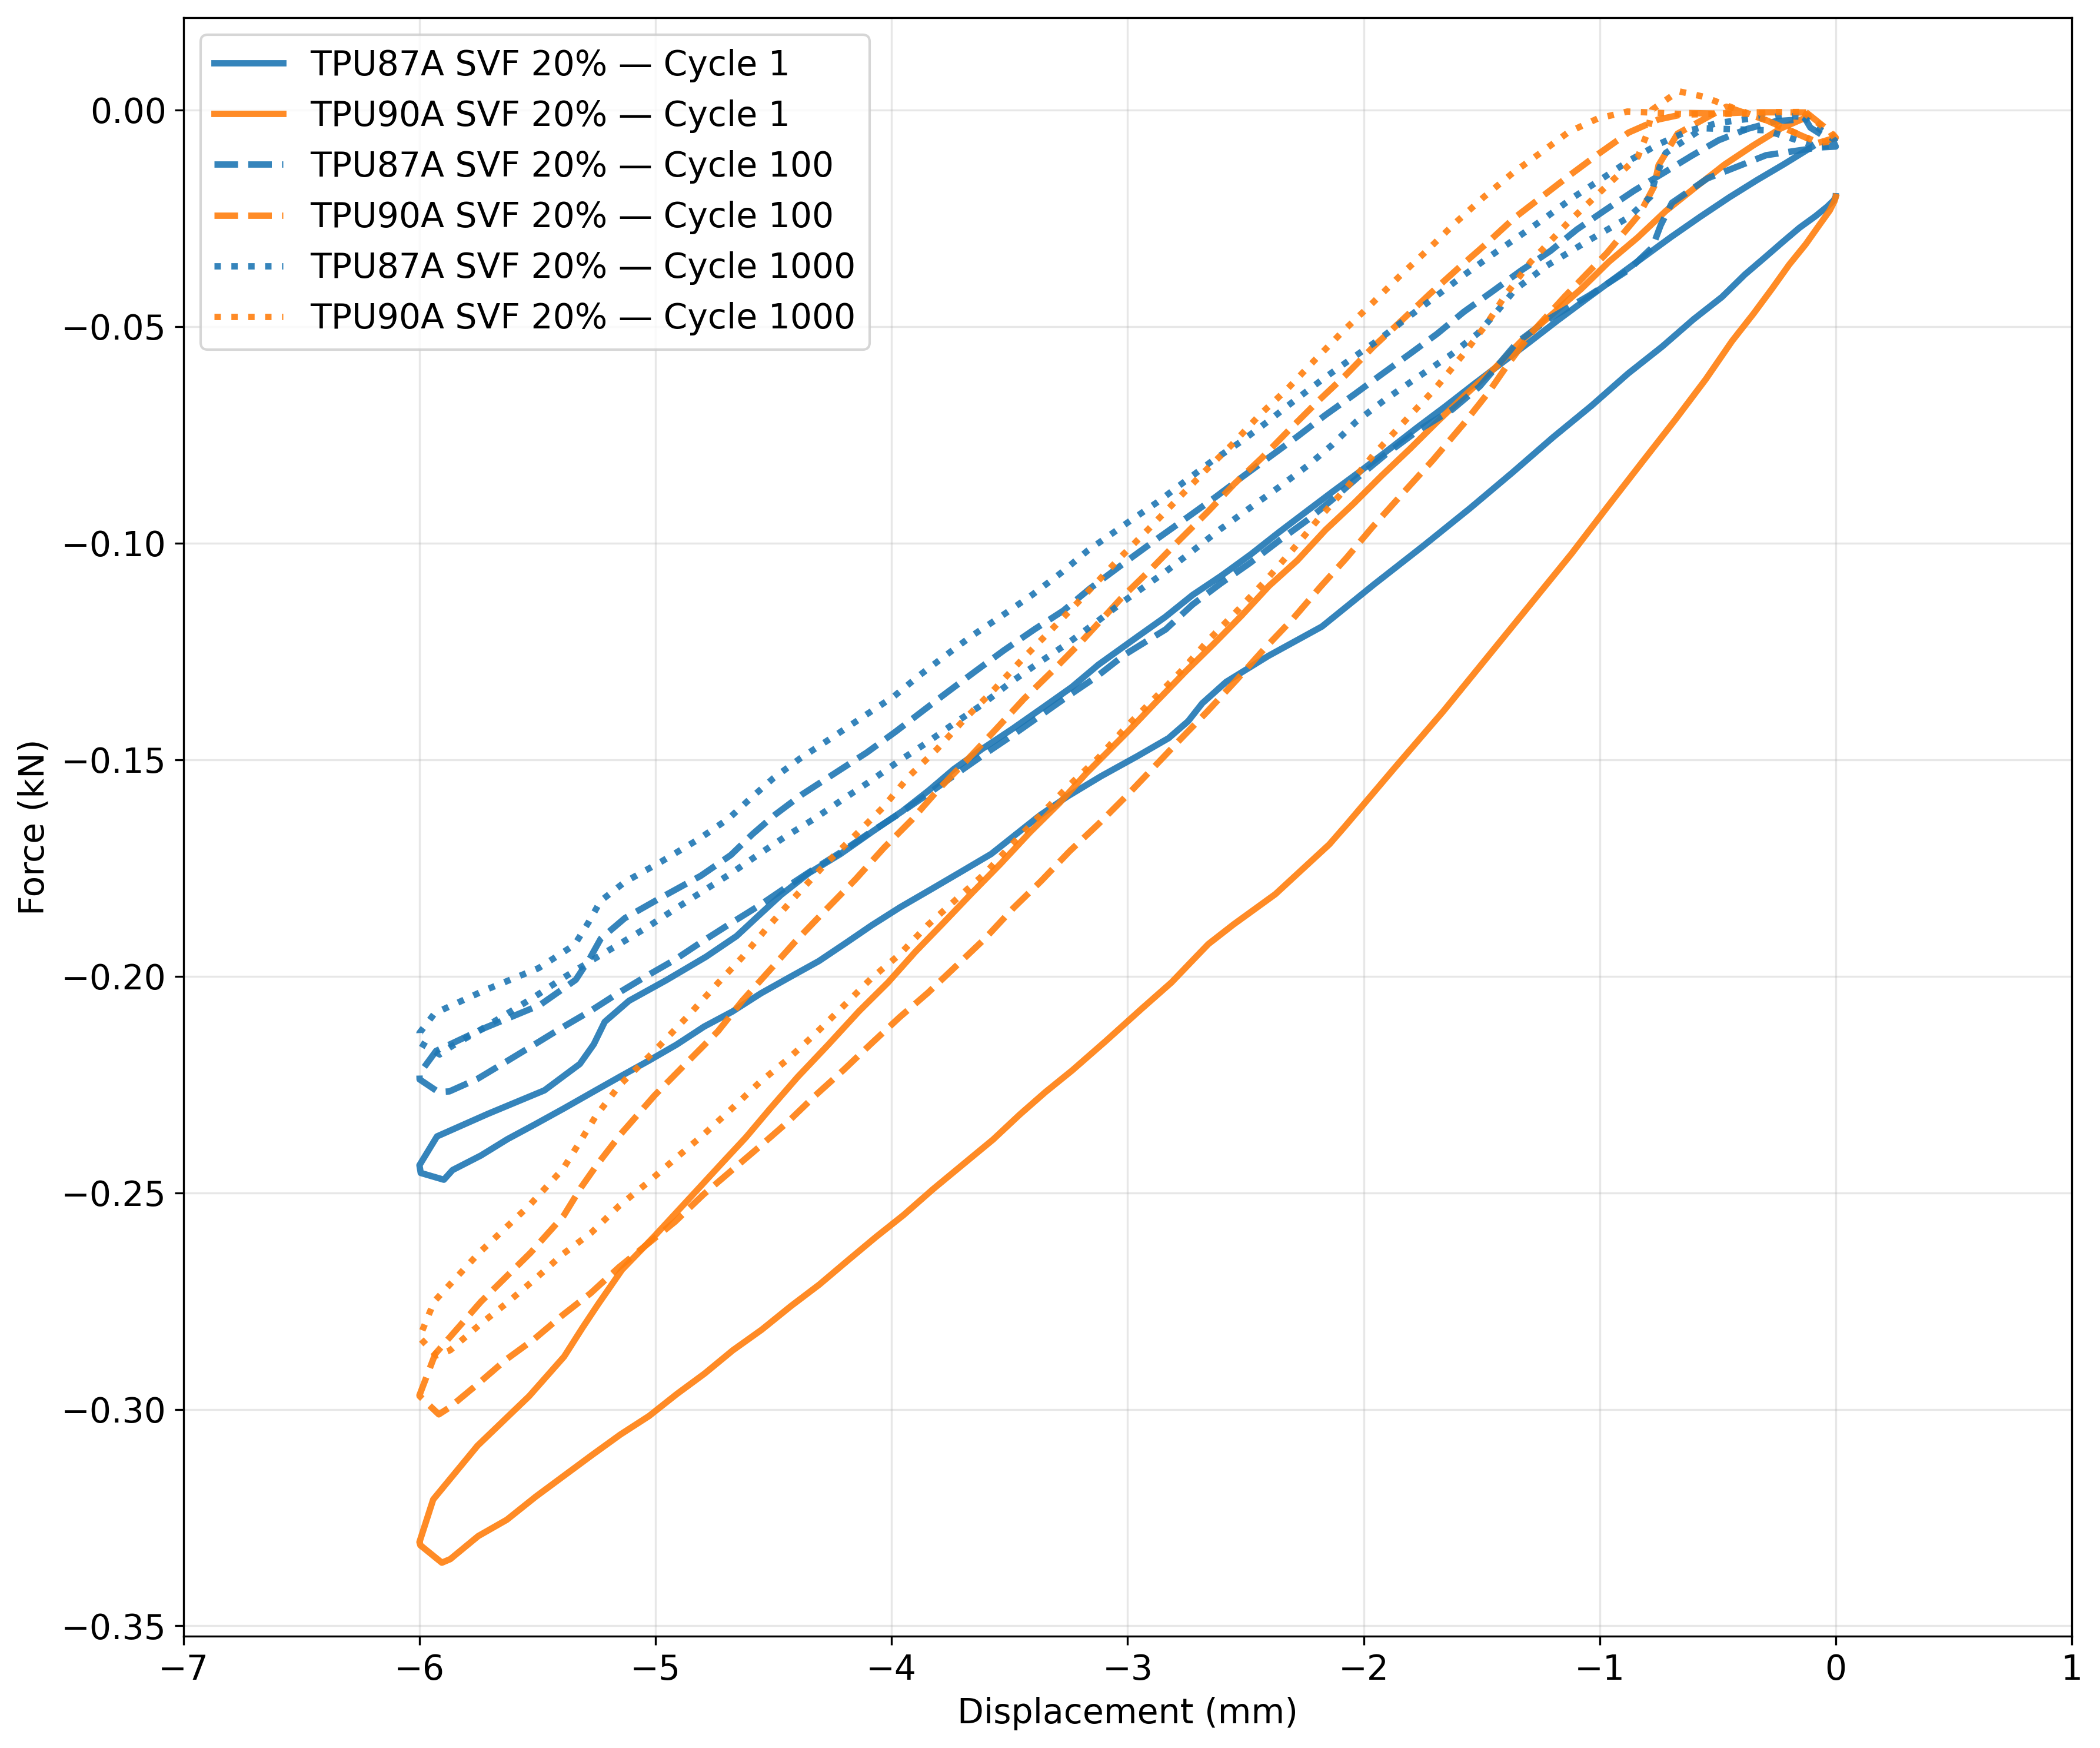 TPU87A SVF 20% — Cycle 1
TPU90A SVF 20% — Cycle 1
TPU87A SVF 20% — Cycle 100
TPU90A SVF 20% — Cycle 100
TPU87A SVF 20% — Cycle 1000
TPU90A SVF 20% — Cycle 1000
0.00
−0.05
−0.10
−0.15
−0.20
−0.25
−0.30
−0.35
Force (kN)
−7 −6 −5 −4 −3 −2 −1 0 1
Displacement (mm)